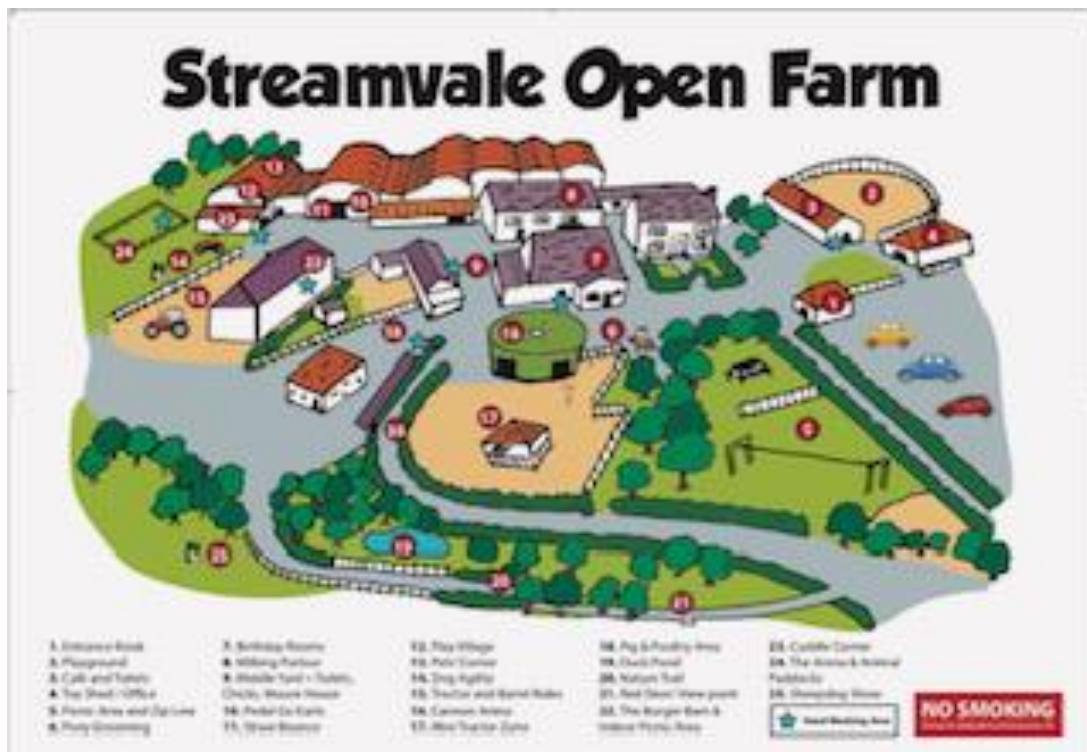 Streamvale Open Farm
1. Entrance Kiosk
2. Playground
3. Café and Toilets
4. Toy Shed / Office
5. Picnic Area and Zip Line
6. Pony Grooming
7. Birthday Rooms
8. Milking Parlour
9. Middle Yard - Toilets,
Chicks, Mouse House
10. Pedal Go Karts
11. Straw Bounce
12. Play Village
13. Pets' Corner
14. Dog Agility
15. Tractor and Barrel Rides
16. Cannon Arena
17. Mini Tractor Zone
18. Pig & Poultry Area
19. Duck Pond
20. Nature Trail
21. Red Deer/ View point
22. The Burger Barn &
Indoor Picnic Area
23. Cuddle Corner
24. The Arena & Animal
Paddocks
25. Sheepdog Show
Hand Washing Area
NO SMOKING